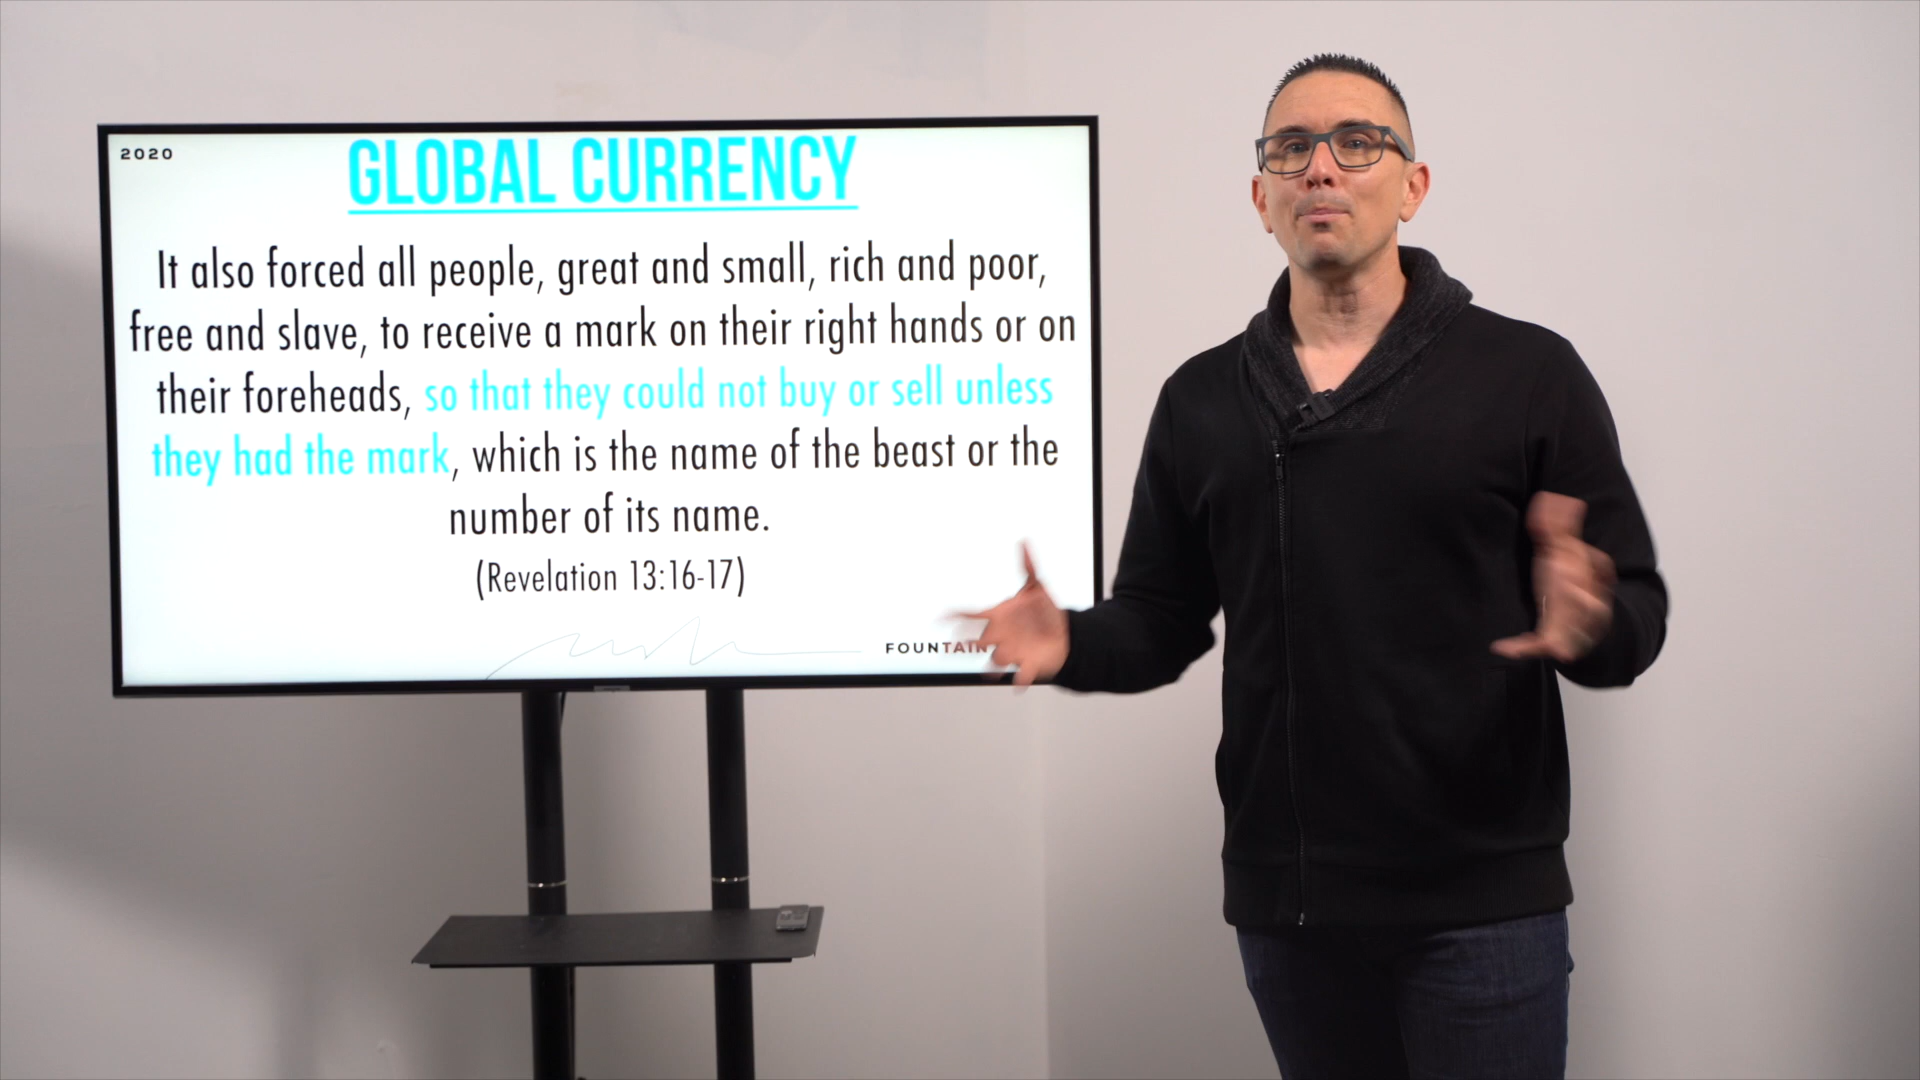 2020
GLOBAL CURRENCY
It also forced all people, great and small, rich and poor,
free and slave, to receive a mark on their right hands or on
their foreheads, so that they could not buy or sell unless
they had the mark, which is the name of the beast or the
number of its name.
(Revelation 13:16-17)
FOUNTAIN